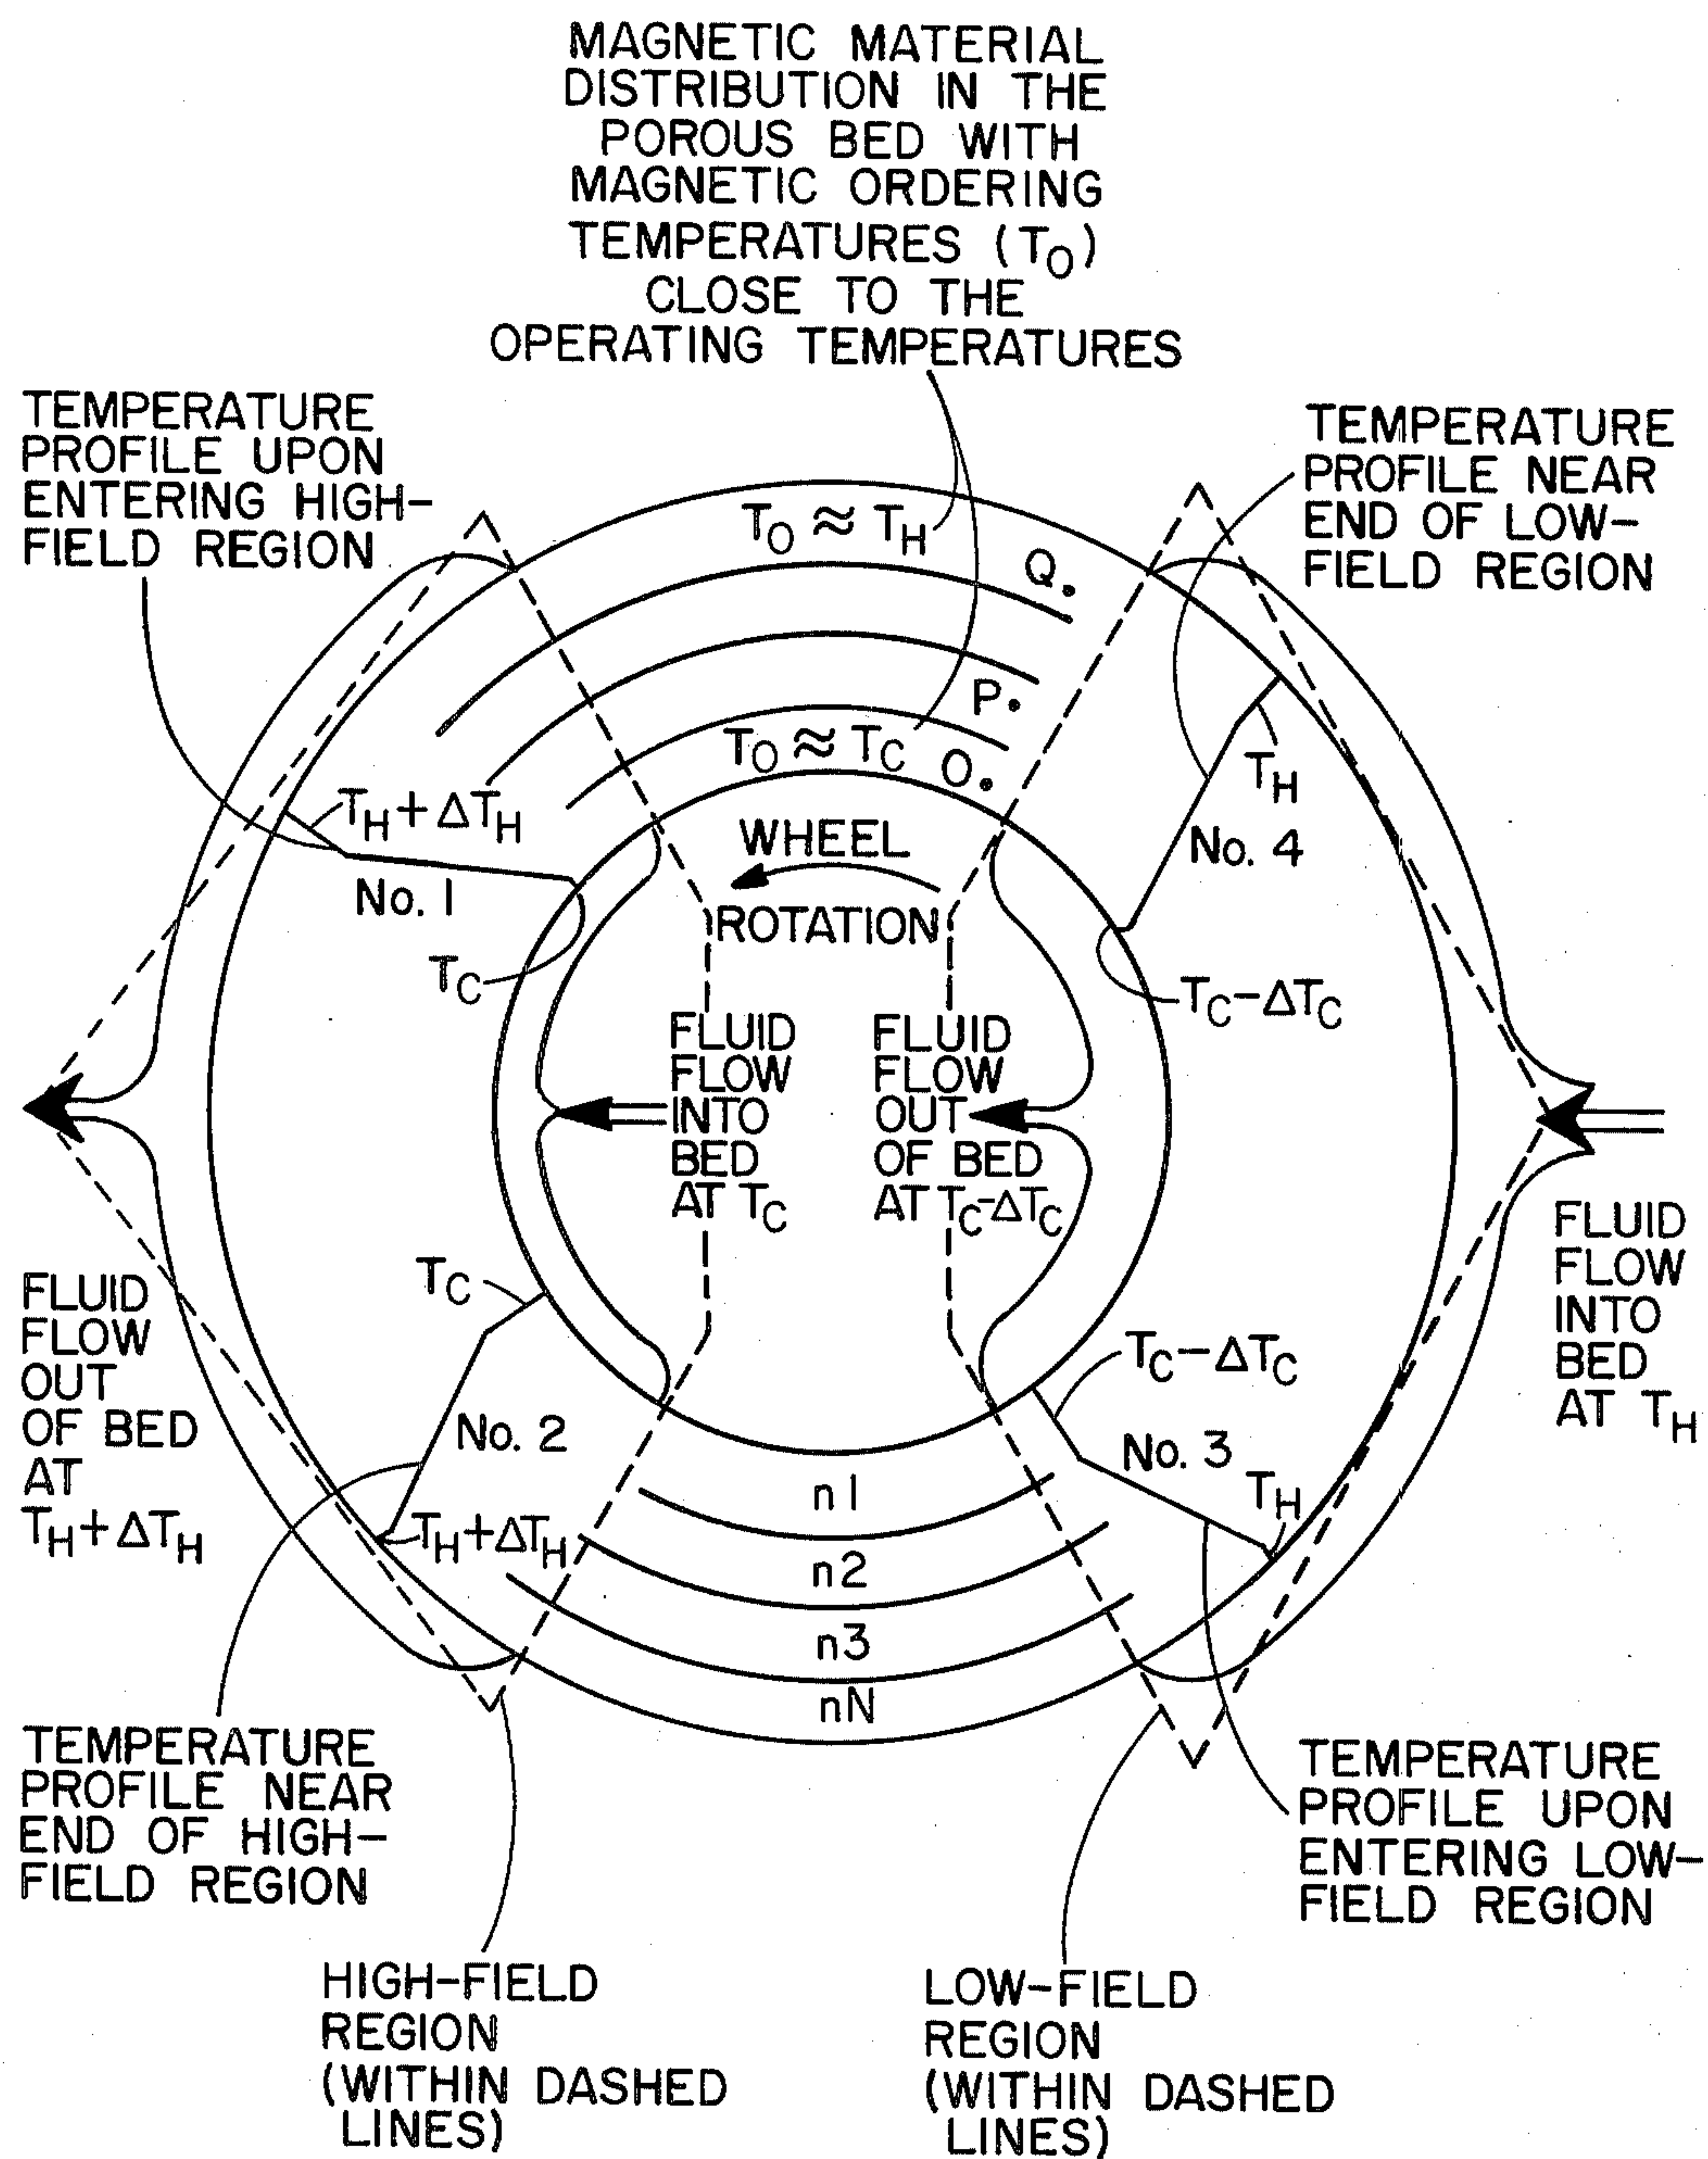 MAGNETIC MATERIAL
DISTRIBUTION IN THE
POROUS BED WITH
MAGNETIC ORDERING
TEMPERATURES (TO)
CLOSE TO THE
OPERATING TEMPERATURES
TEMPERATURE
PROFILE UPON
ENTERING HIGH-
FIELD REGION
TEMPERATURE
PROFILE NEAR
END OF LOW-
FIELD REGION
TO ≈ TH
Q.
P.
TO ≈ TC
O.
TH+ΔTH
No. 1
TC
WHEEL
ROTATION
TH
No. 4
TC-ΔTC
FLUID
FLOW
INTO
BED
AT TC
FLUID
FLOW
OUT
OF BED
AT TC-ΔTC
FLUID
FLOW
OUT
OF BED
AT
TH+ΔTH
FLUID
FLOW
INTO
BED
AT TH
TC
No. 2
TH+ΔTH
TC-ΔTC
No. 3
TH
n1
n2
n3
nN
TEMPERATURE
PROFILE NEAR
END OF HIGH-
FIELD REGION
TEMPERATURE
PROFILE UPON
ENTERING LOW-
FIELD REGION
HIGH-FIELD
REGION
(WITHIN DASHED
LINES)
LOW-FIELD
REGION
(WITHIN DASHED
LINES)